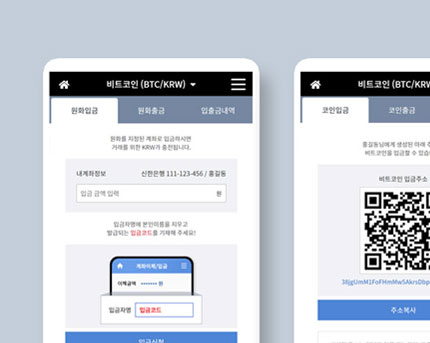 비트코인 (BTC/KRW)
원화입금 원화출금 입출금내역
원화를 지정된 계좌로 입금하시면
거래를 위한 KRW가 충전됩니다.
내계좌정보 신한은행 111-123-456 / 홍길동
입금 금액 입력 원
입금자명에 본인이름을 지우고
발급되는 입금코드를 기재해 주세요!
계좌이체/입금
이체금액 원
입금자명 입금코드
입금신청
비트코인 (BTC/KRW
코인입금 코인출금
홍길동님에게 생성된 아래 주
비트코인을 입금할 수 있습
비트코인 입금주소
주소복사